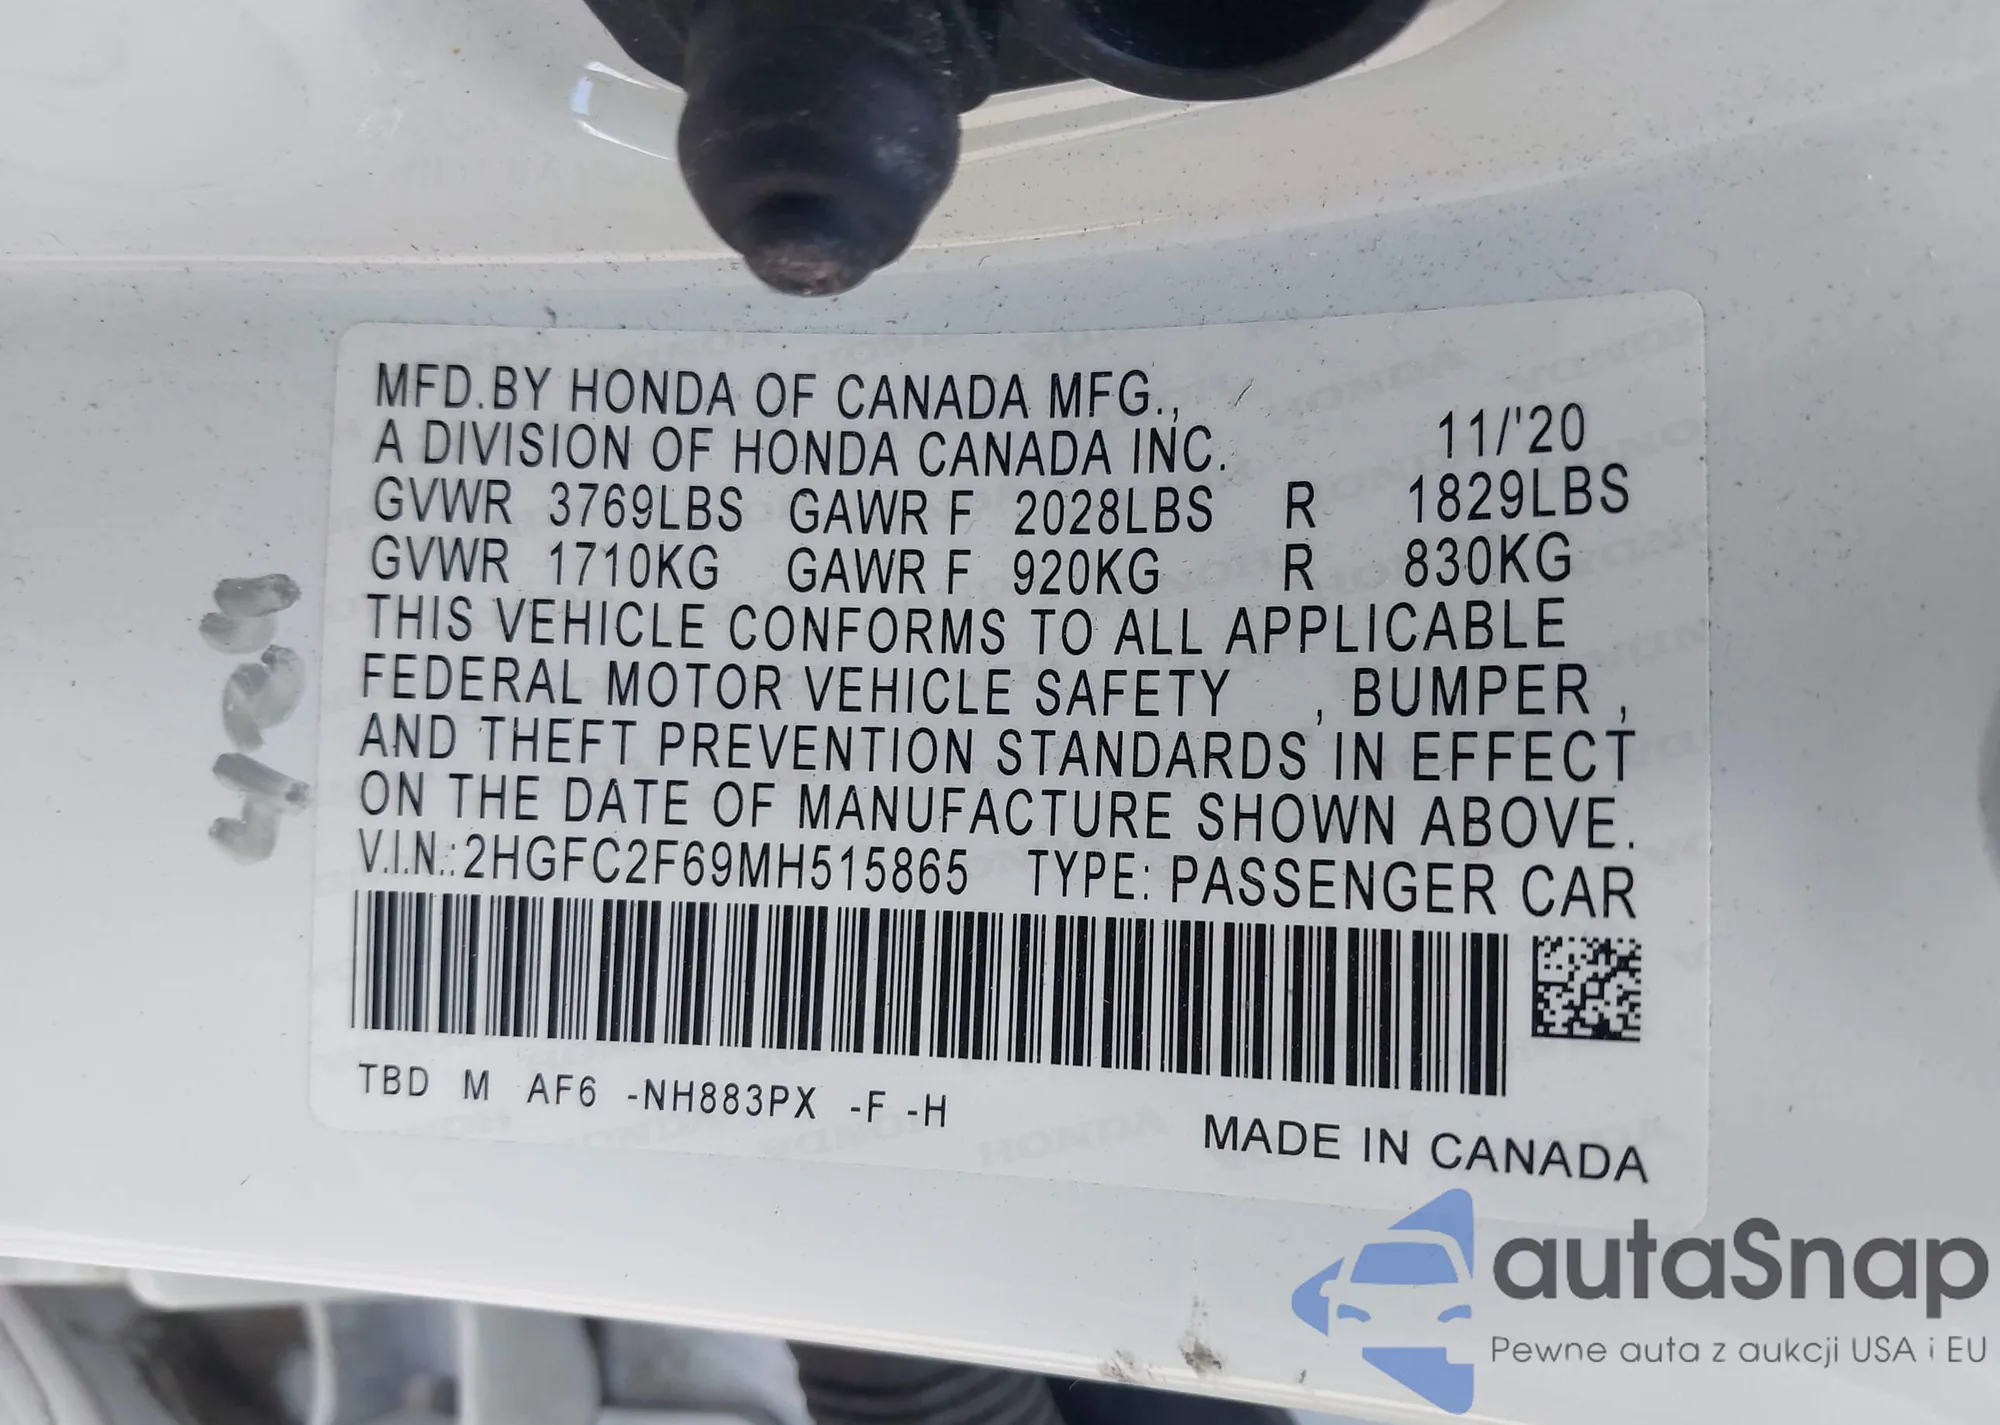 MFD.BY HONDA OF CANADA MFG.,
A DIVISION OF HONDA CANADA INC. 11/'20
GVWR 3769LBS GAWR F 2028LBS R 1829LBS
GVWR 1710KG GAWR F 920KG R 830KG
THIS VEHICLE CONFORMS TO ALL APPLICABLE
FEDERAL MOTOR VEHICLE SAFETY , BUMPER ,
AND THEFT PREVENTION STANDARDS IN EFFECT
ON THE DATE OF MANUFACTURE SHOWN ABOVE.
V.I.N.:2HGFC2F69MH515865 TYPE: PASSENGER CAR
TBD M AF6 -NH883PX -F -H
MADE IN CANADA
autaSnap
Pewne auta z aukcji USA i EU